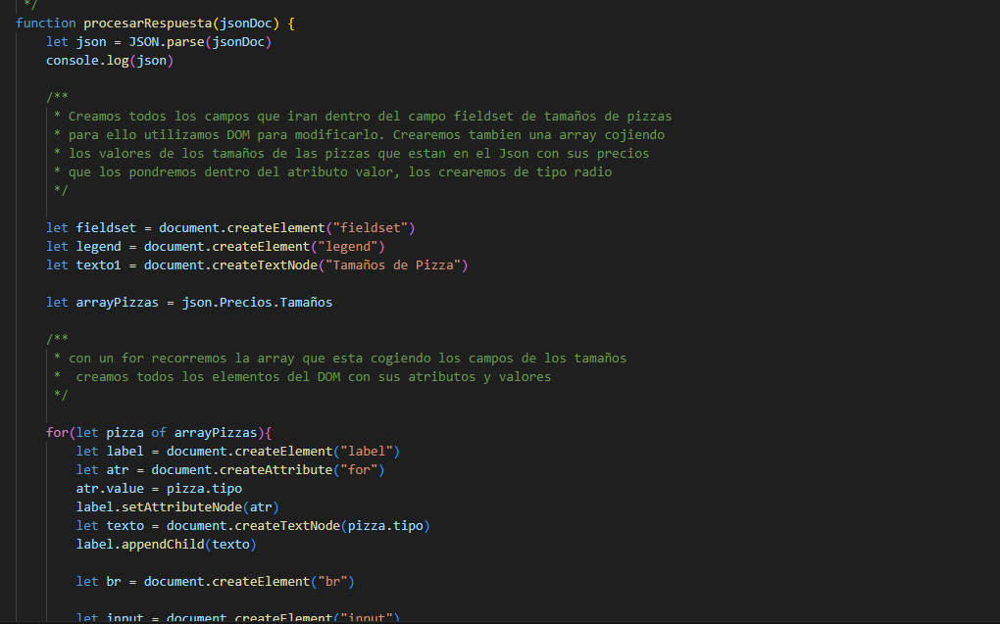 */
function procesarRespuesta(jsonDoc) {
let json = JSON.parse(jsonDoc)
console.log(json)
/**
* Creamos todos los campos que iran dentro del campo fieldset de tamaños de pizzas
* para ello utilizamos DOM para modificarlo. Crearemos tambien una array cojiendo
* los valores de los tamaños de las pizzas que estan en el Json con sus precios
* que los pondremos dentro del atributo valor, los crearemos de tipo radio
*/
let fieldset = document.createElement("fieldset")
let legend = document.createElement("legend")
let texto1 = document.createTextNode("Tamaños de Pizza")
let arrayPizzas = json.Precios.Tamaños
/**
* con un for recorremos la array que esta cogiendo los campos de los tamaños
*  creamos todos los elementos del DOM con sus atributos y valores
*/
for(let pizza of arrayPizzas){
let label = document.createElement("label")
let atr = document.createAttribute("for")
atr.value = pizza.tipo
label.setAttributeNode(atr)
let texto = document.createTextNode(pizza.tipo)
label.appendChild(texto)
let br = document.createElement("br")
let input = document.createElement("input")